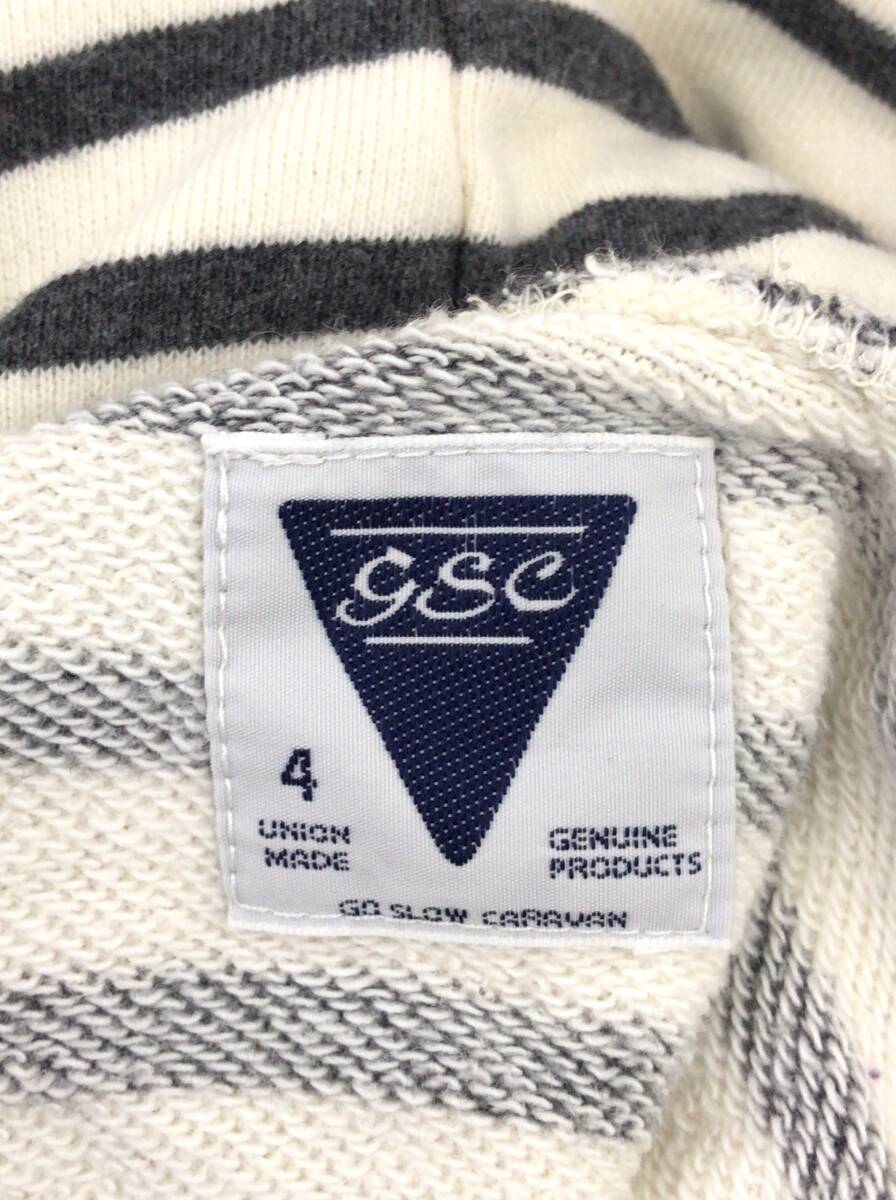 GSC
4
UNION
MADE
GENUINE
PRODUCTS
GO SLOW CARAVAN